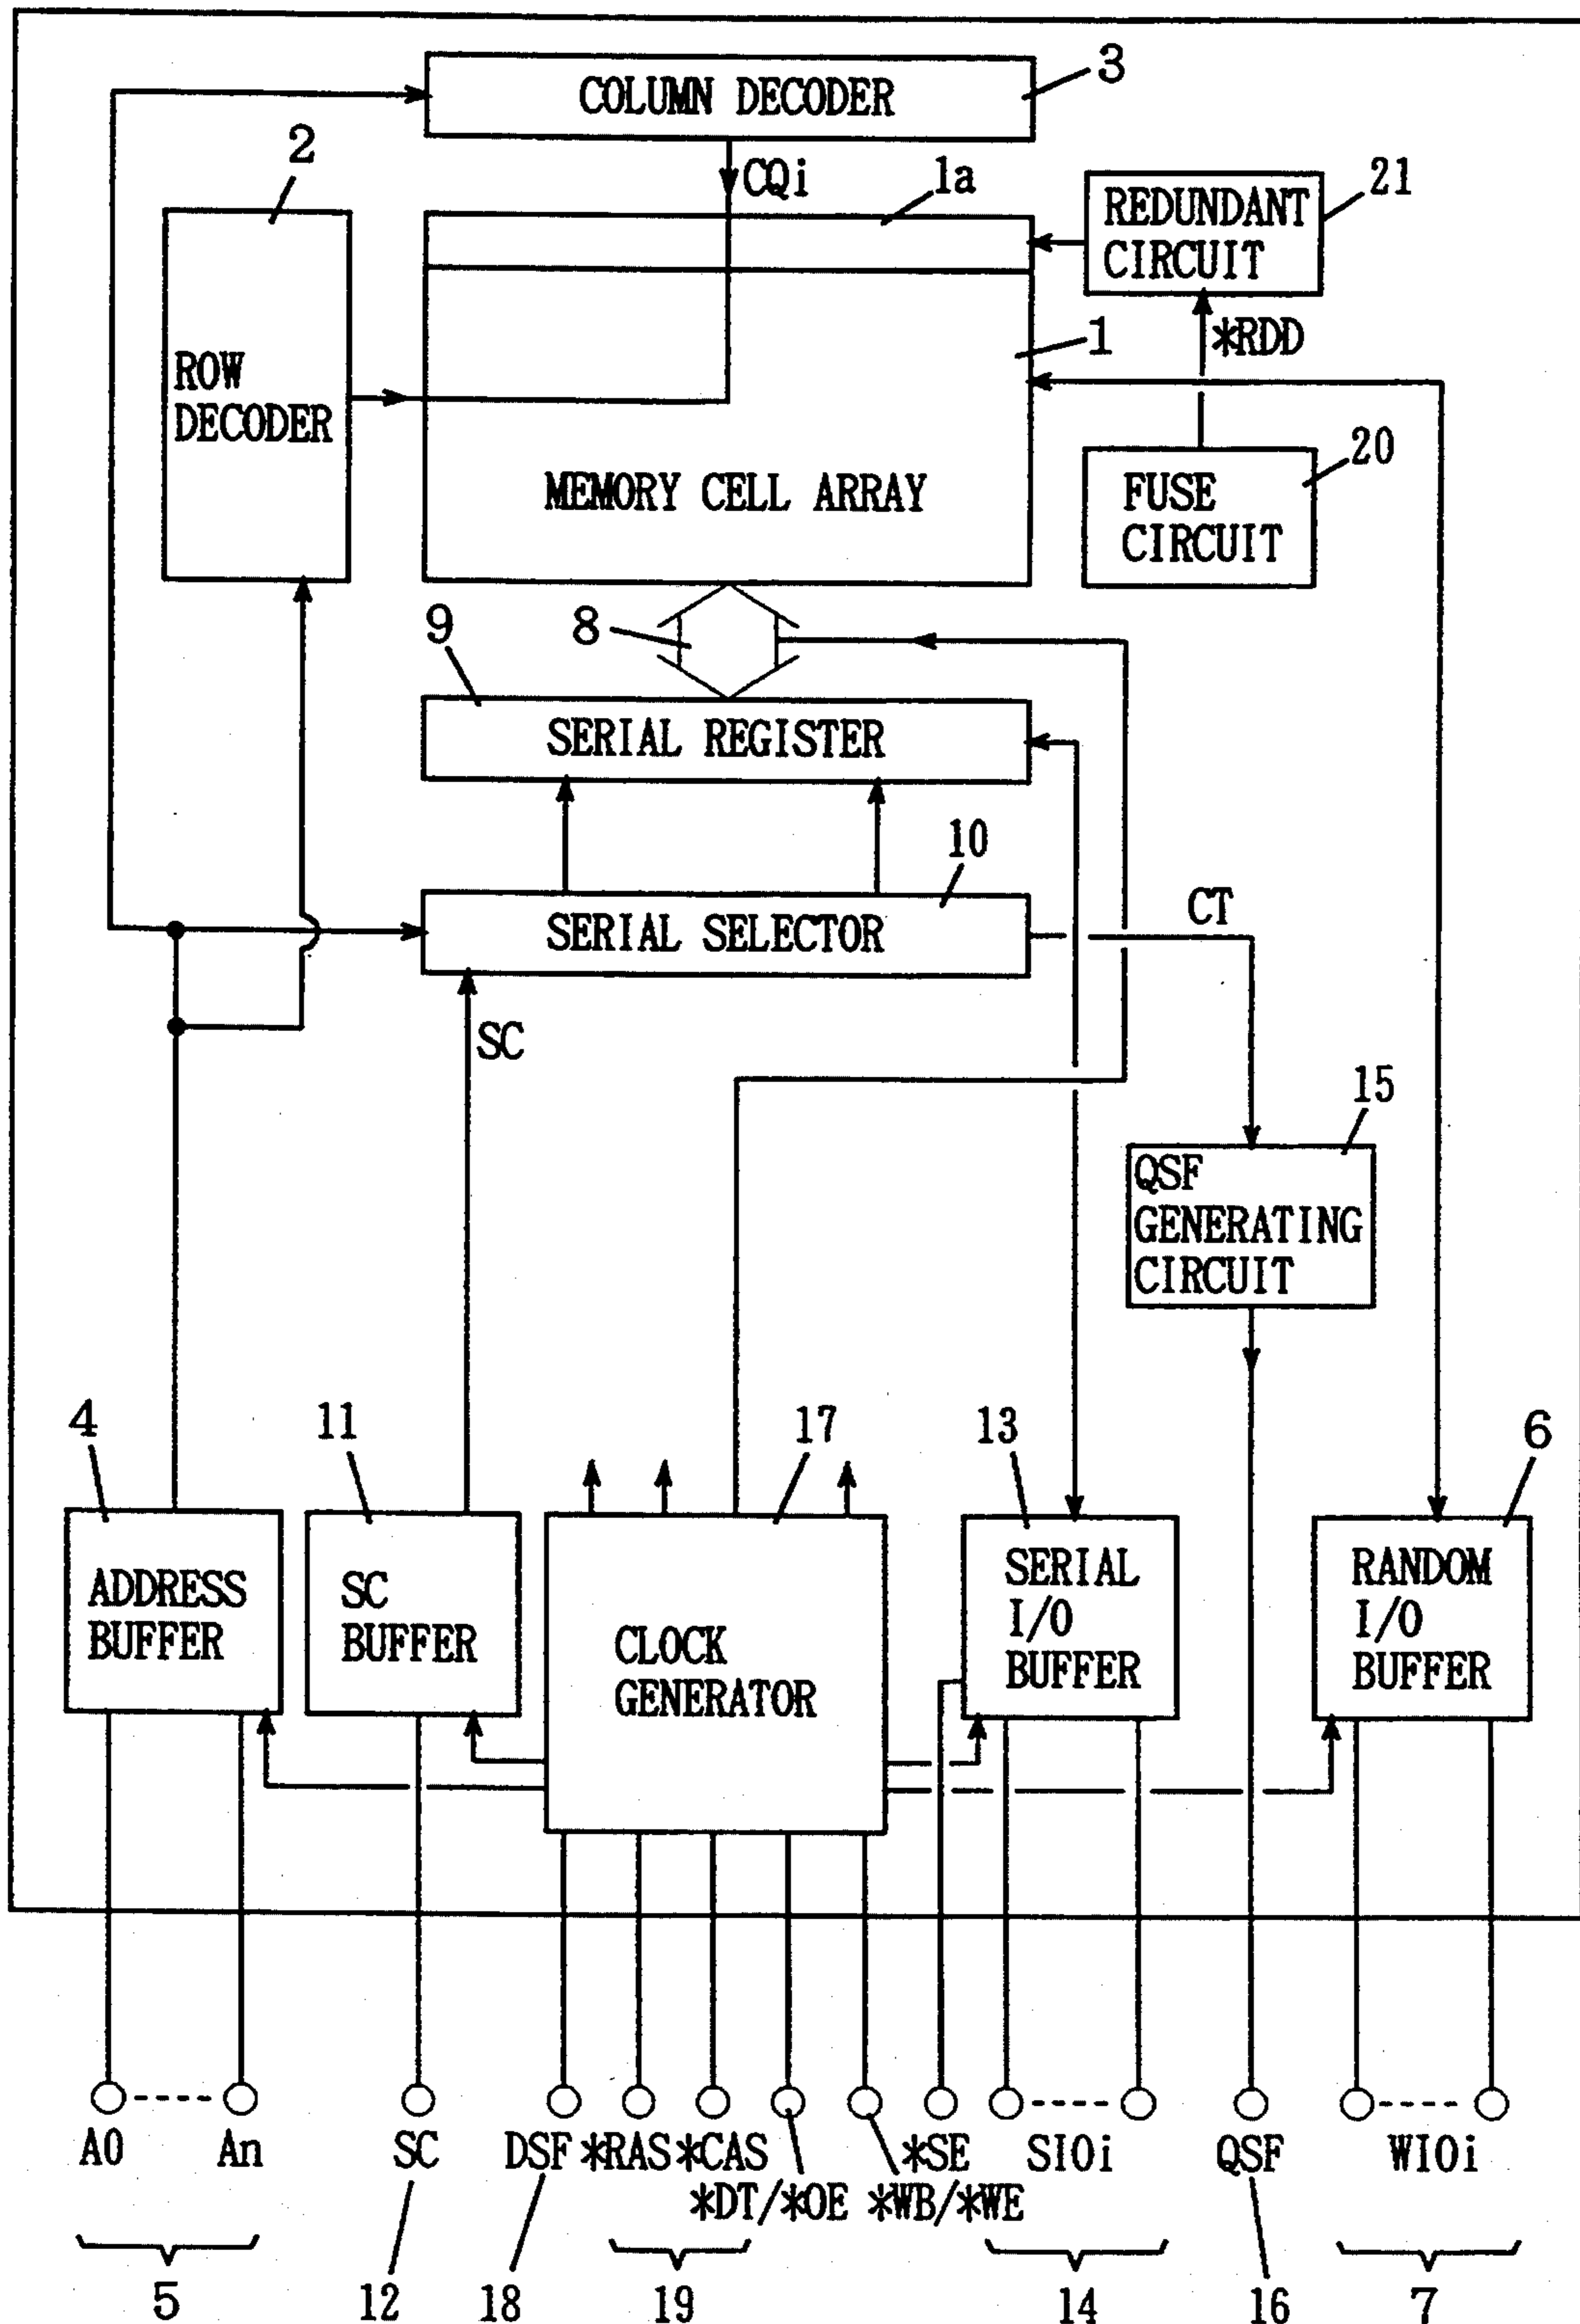 COLUMN DECODER
3
2
CQi
1a
REDUNDANT
CIRCUIT
21
*RDD
1
ROW
DECODER
MEMORY CELL ARRAY
FUSE
CIRCUIT
20
8
9
SERIAL REGISTER
10
SERIAL SELECTOR
CT
SC
15
QSF
GENERATING
CIRCUIT
4
11
17
13
6
ADDRESS
BUFFER
SC
BUFFER
CLOCK
GENERATOR
SERIAL
I/O
BUFFER
RANDOM
I/O
BUFFER
A0
An
SC
DSF
*RAS
*CAS
*DT/*OE
*WB/*WE
*SE
SIOi
QSF
WIOi
5
12
18
19
14
16
7